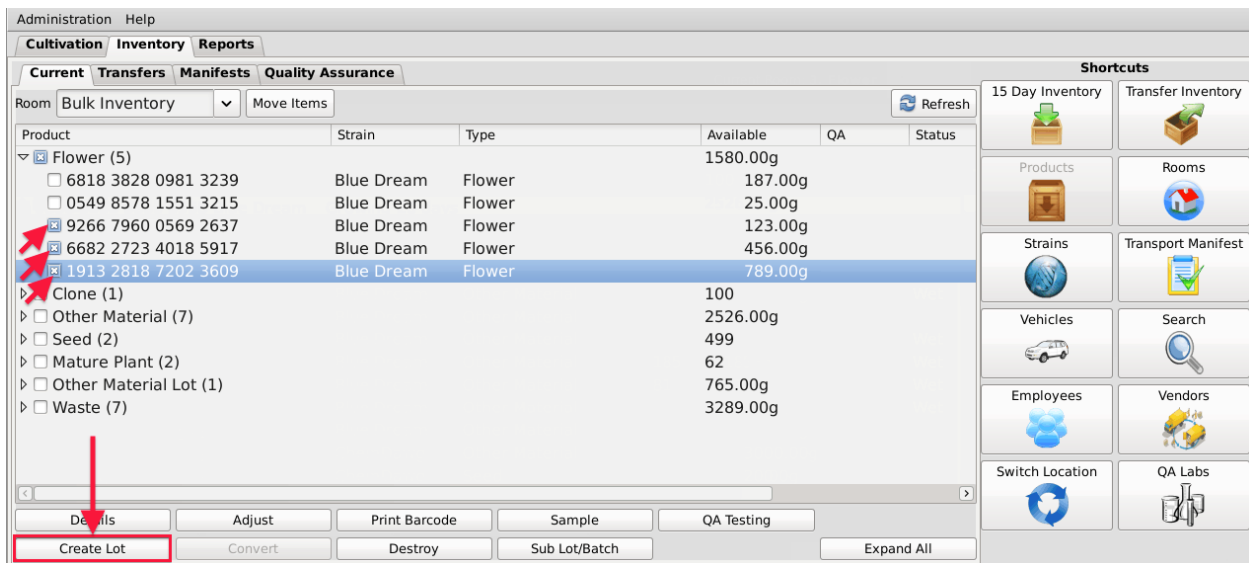 Administration Help
Cultivation Inventory Reports
Current Transfers Manifests Quality Assurance
Room Bulk Inventory Move Items Refresh
Product Strain Type Available QA Status
Flower (5) 1580.00g
6818 3828 0981 3239 Blue Dream Flower 187.00g
0549 8578 1551 3215 Blue Dream Flower 25.00g
9266 7960 0569 2637 Blue Dream Flower 123.00g
6682 2723 4018 5917 Blue Dream Flower 456.00g
1913 2818 7202 3609 Blue Dream Flower 789.00g
Clone (1) 100
Other Material (7) 2526.00g
Seed (2) 499
Mature Plant (2) 62
Other Material Lot (1) 765.00g
Waste (7) 3289.00g
Details Adjust Print Barcode Sample QA Testing
Create Lot Convert Destroy Sub Lot/Batch Expand All
Shortcuts
15 Day Inventory Transfer Inventory
Products Rooms
Strains Transport Manifest
Vehicles Search
Employees Vendors
Switch Location QA Labs